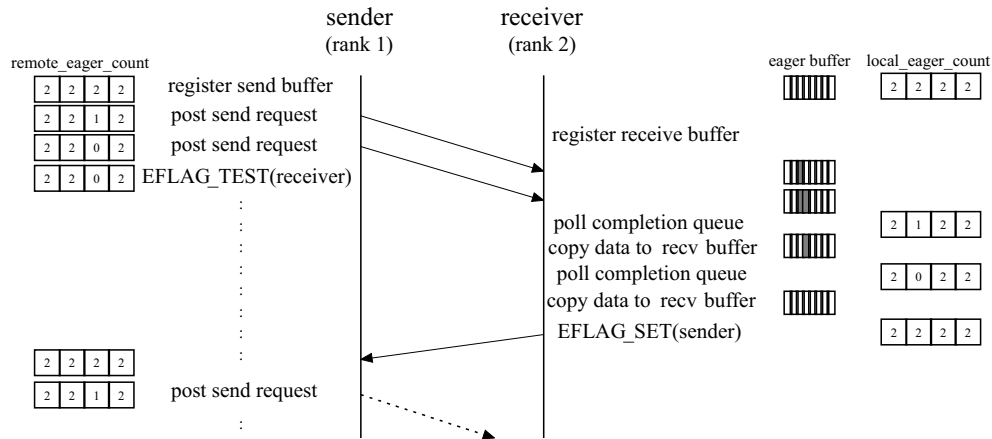 sender receiver
(rank 1) (rank 2)
remote_eager_count eager buffer local_eager_count
2 2 2 2 register send buffer 2 2 2 2
2 2 1 2 post send request
register receive buffer
2 2 0 2 post send request
2 2 0 2 EFLAG_TEST(receiver)
:
:
poll completion queue 2 1 2 2
:
copy data to recv buffer
:
poll completion queue 2 0 2 2
:
copy data to recv buffer
:
EFLAG_SET(sender) 2 2 2 2
:
2 2 2 2
2 2 1 2 post send request
: